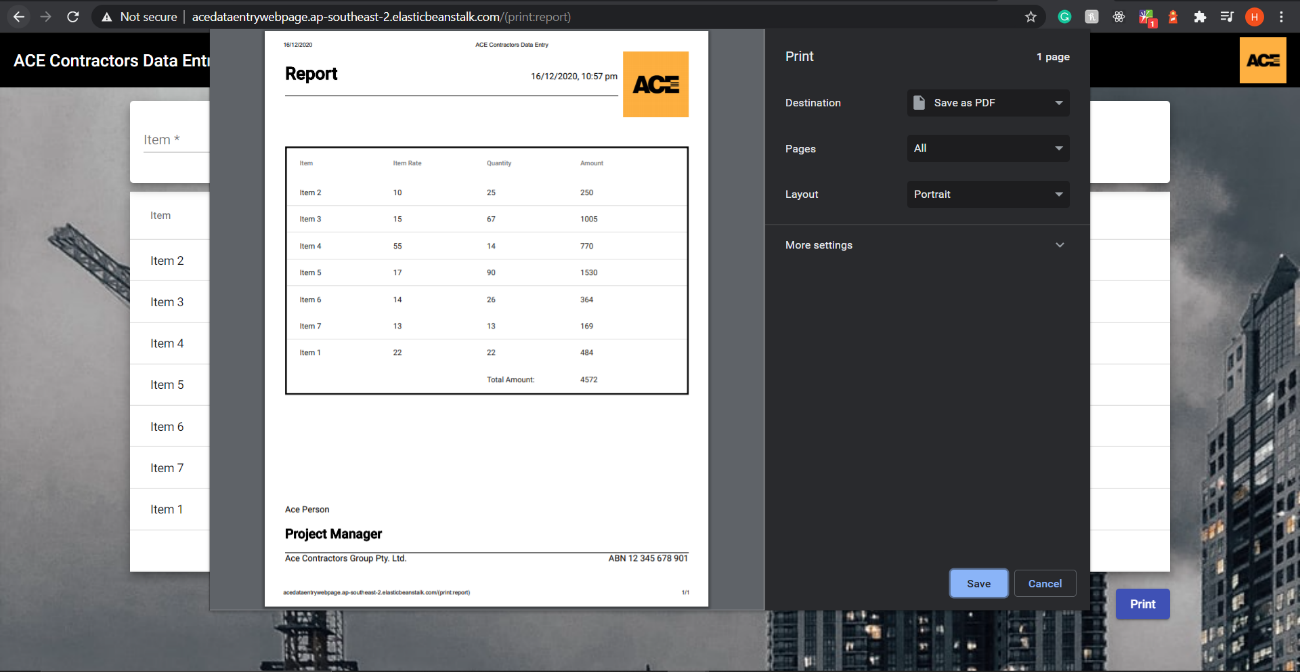 Not secure | acedataentrywebpage.ap-southeast-2.elasticbeanstalk.com/(print:report)
1
H
ACE Contractors Data Entr
ACE
Item *
Item
Item 2
Item 3
Item 4
Item 5
Item 6
Item 7
Item 1
16/12/2020 ACE Contractors Data Entry
Report
16/12/2020, 10:57 pm
ACE
Item Item Rate Quantity Amount
Item 2 10 25 250
Item 3 15 67 1005
Item 4 55 14 770
Item 5 17 90 1530
Item 6 14 26 364
Item 7 13 13 169
Item 1 22 22 484
Total Amount: 4572
Ace Person
Project Manager
Ace Contractors Group Pty. Ltd. ABN 12 345 678 901
acedataentrywebpage.ap-southeast-2.elasticbeanstalk.com/(print:report) 1/1
Print 1 page
Destination Save as PDF
Pages All
Layout Portrait
More settings
Save Cancel
Print